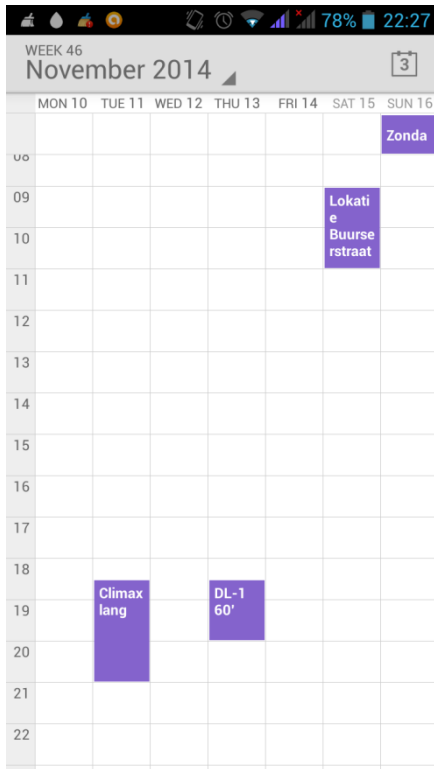 78% 22:27
WEEK 46
November 2014
3
MON 10 TUE 11 WED 12 THU 13 FRI 14 SAT 15 SUN 16
Zonda
08
09
Lokati
e
Buurse
rstraat
10
11
12
13
14
15
16
17
18
Climax
lang
DL-1
60'
19
20
21
22